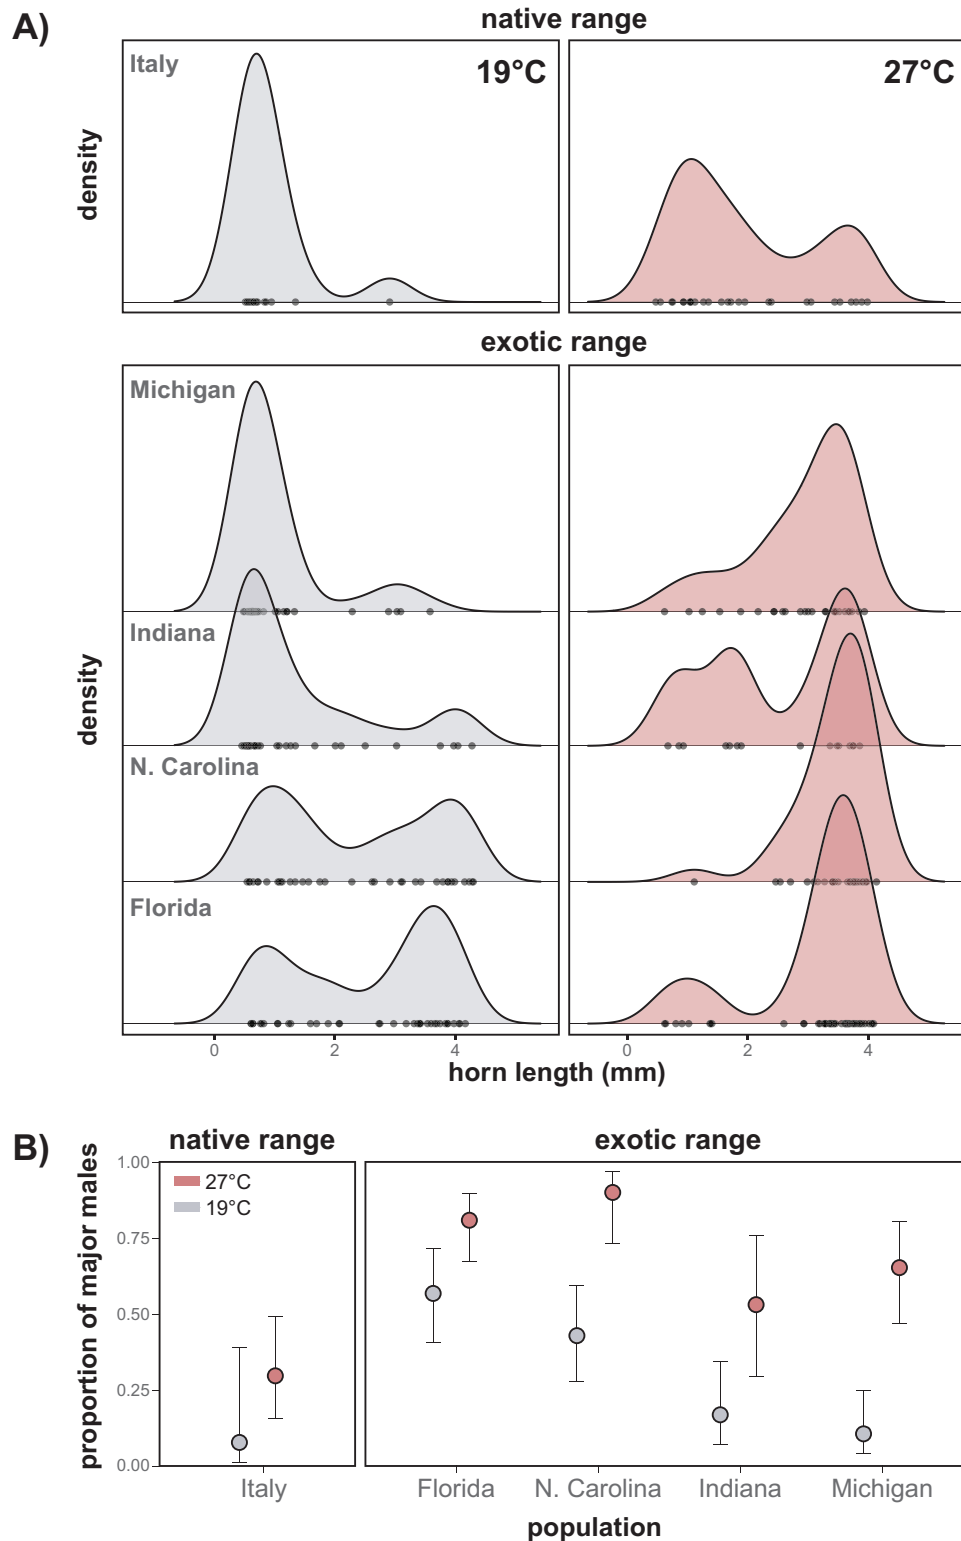 A)
native range
Italy
19°C
27°C
density
exotic range
Michigan
Indiana
N. Carolina
Florida
density
0 2 4
0 2 4
horn length (mm)
B)
native range
exotic range
proportion of major males
1.00
0.75
0.50
0.25
0.00
27°C
19°C
Italy
Florida N. Carolina Indiana Michigan
population